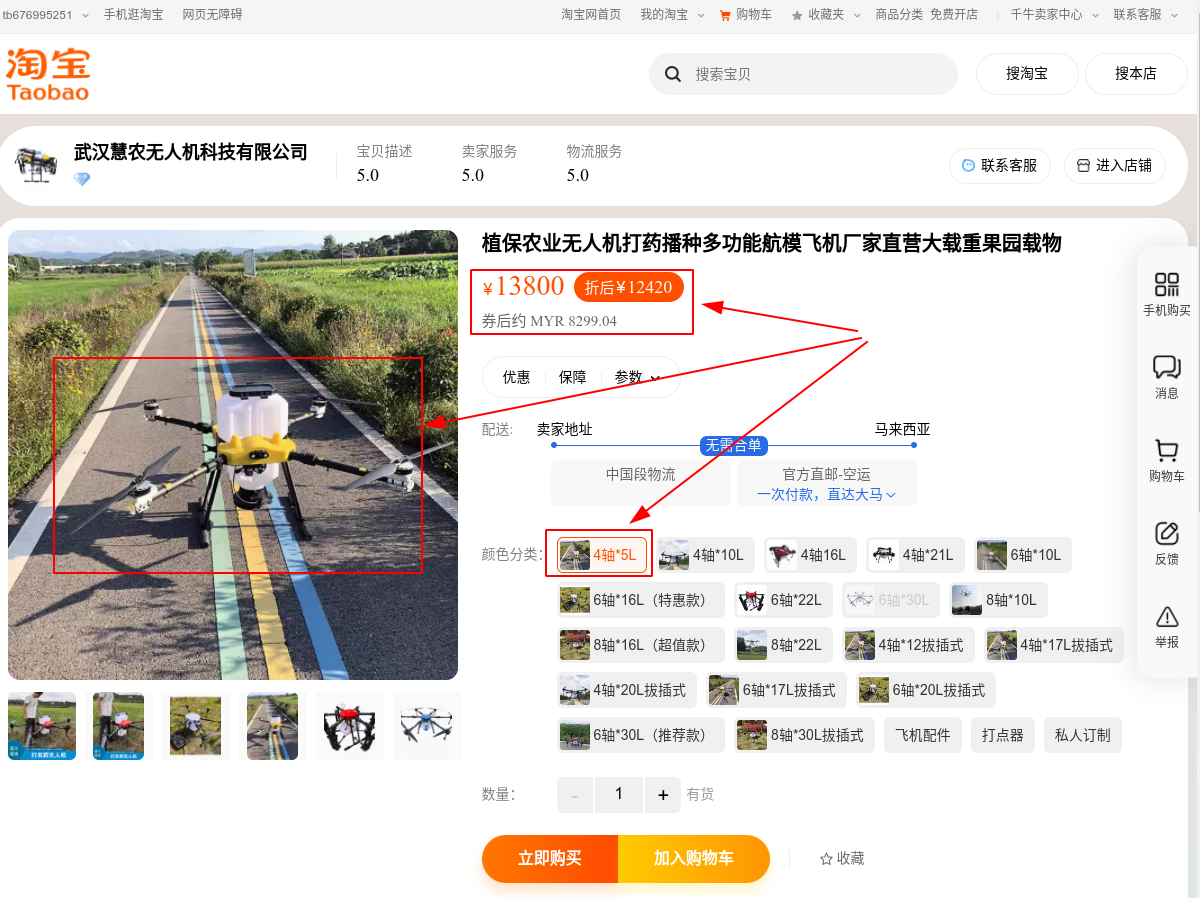 tb676995251 手机逛淘宝 网页无障碍 淘宝网首页 我的淘宝 购物车 收藏夹 商品分类 免费开店 千牛卖家中心 联系客服
淘宝
Taobao
搜索宝贝 搜淘宝 搜本店
武汉慧农无人机科技有限公司
宝贝描述 卖家服务 物流服务
5.0 5.0 5.0
联系客服 进入店铺
植保农业无人机打药播种多功能航模飞机厂家直营大载重果园载物
¥13800 折后¥12420
券后约 MYR 8299.04
优惠 保障 参数
配送: 卖家地址 马来西亚
无需合单
中国段物流 官方直邮-空运
一次付款，直达大马
颜色分类: 4轴*5L 4轴*10L 4轴16L 4轴*21L 6轴*10L
6轴*16L（特惠款） 6轴*22L 6轴*30L 8轴*10L
8轴*16L（超值款） 8轴*22L 4轴*12拔插式 4轴*17L拔插式
4轴*20L拔插式 6轴*17L拔插式 6轴*20L拔插式
6轴*30L（推荐款） 8轴*30L拔插式 飞机配件 打点器 私人订制
数量: - 1 + 有货
立即购买 加入购物车 收藏
手机购买
消息
购物车
反馈
举报
打农药无人机
打农药无人机